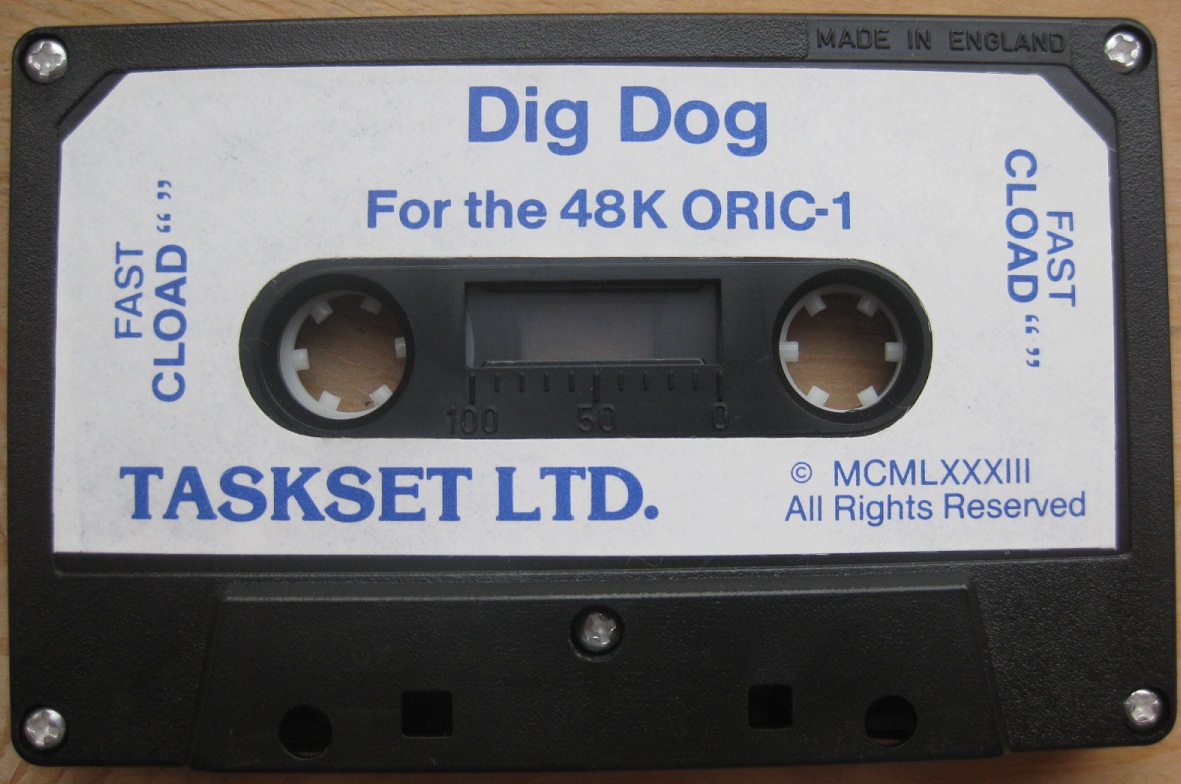 MADE IN ENGLAND
Dig Dog
For the 48K ORIC-1
FAST
CLOAD “ ”
FAST
CLOAD “ ”
100 50 0
TASKSET LTD.
© MCMLXXXIII
All Rights Reserved